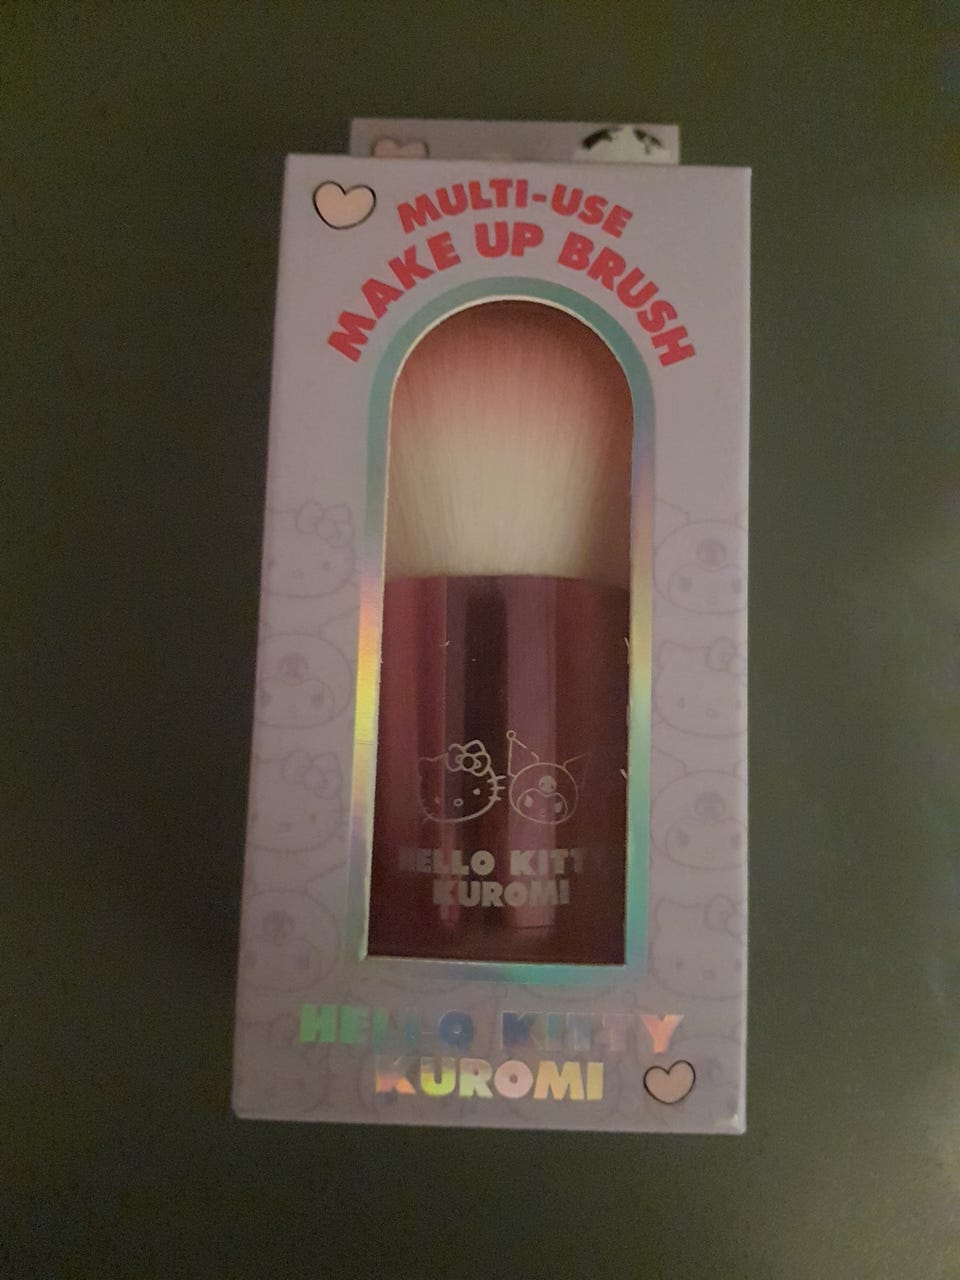 MULTI-USE
MAKE UP BRUSH
HELLO KITTY
KUROMI
HELLO KITTY
KUROMI